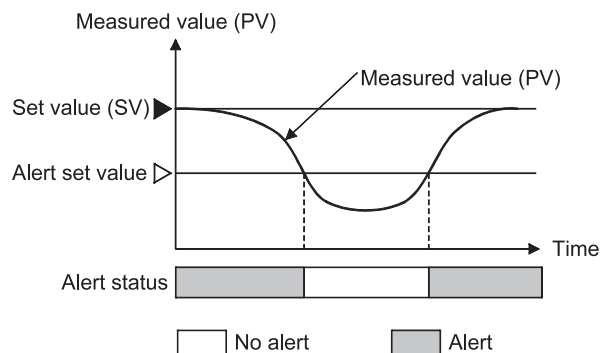 Measured value (PV)
Measured value (PV)
Set value (SV)
Alert set value
Time
Alert status
No alert
Alert